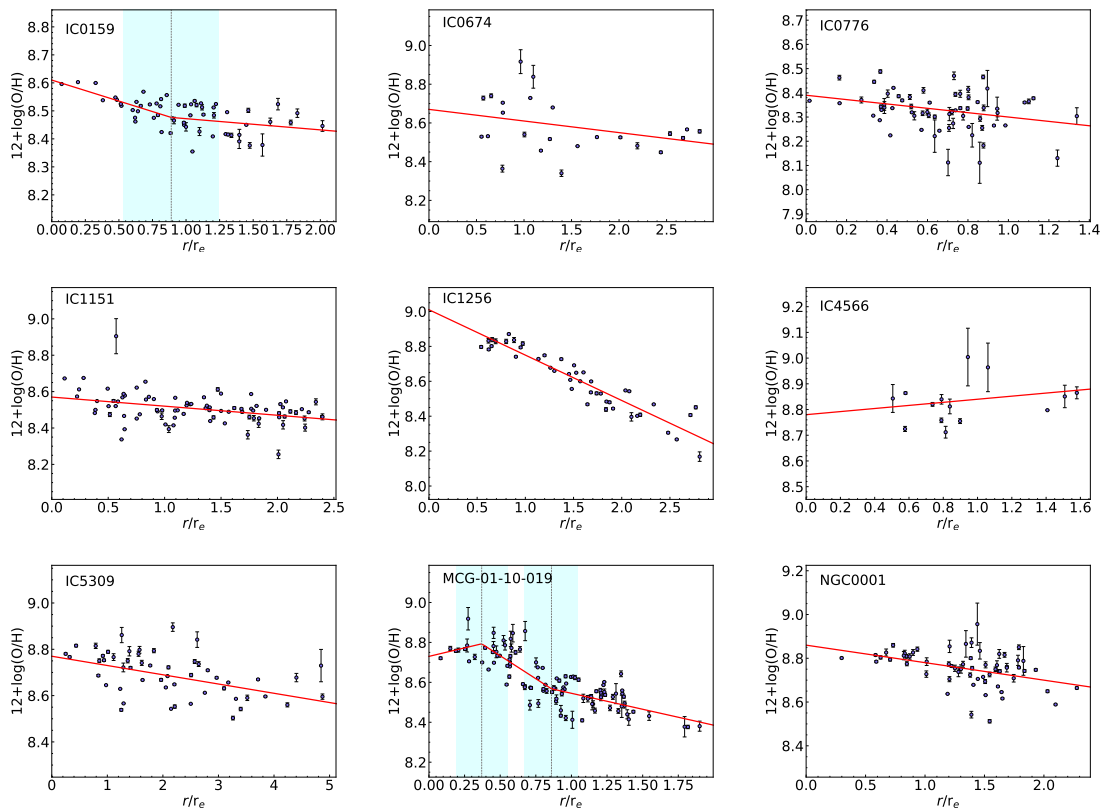 IC0159
12+log(O/H)
8.8
8.7
8.6
8.5
8.4
8.3
8.2
0.00 0.25 0.50 0.75 1.00 1.25 1.50 1.75 2.00
r/rₑ
IC0674
12+log(O/H)
9.0
8.8
8.6
8.4
8.2
0.0 0.5 1.0 1.5 2.0 2.5
r/rₑ
IC0776
12+log(O/H)
8.7
8.6
8.5
8.4
8.3
8.2
8.1
8.0
7.9
0.0 0.2 0.4 0.6 0.8 1.0 1.2 1.4
r/rₑ
IC1151
12+log(O/H)
9.0
8.8
8.6
8.4
8.2
0.0 0.5 1.0 1.5 2.0 2.5
r/rₑ
IC1256
12+log(O/H)
9.0
8.8
8.6
8.4
8.2
8.0
0.0 0.5 1.0 1.5 2.0 2.5
r/rₑ
IC4566
12+log(O/H)
9.2
9.1
9.0
8.9
8.8
8.7
8.6
8.5
0.0 0.2 0.4 0.6 0.8 1.0 1.2 1.4 1.6
r/rₑ
IC5309
12+log(O/H)
9.0
8.8
8.6
8.4
0 1 2 3 4 5
r/rₑ
MCG-01-10-019
12+log(O/H)
9.0
8.8
8.6
8.4
8.2
0.00 0.25 0.50 0.75 1.00 1.25 1.50 1.75
r/rₑ
NGC0001
12+log(O/H)
9.2
9.0
8.8
8.6
8.4
0.0 0.5 1.0 1.5 2.0
r/rₑ